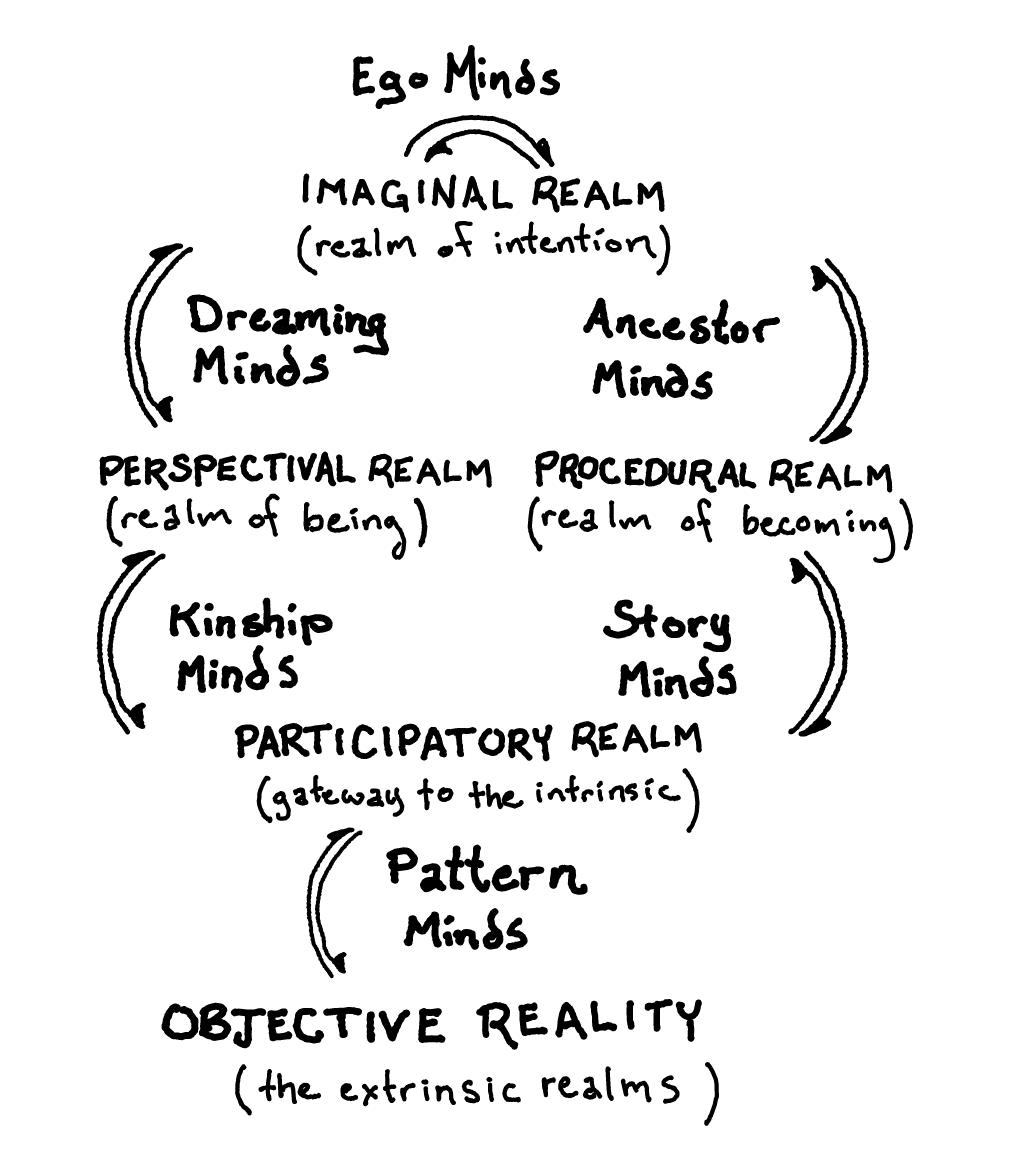 Ego Minds
IMAGINAL REALM
(realm of intention)
Dreaming
Minds
Ancestor
Minds
PERSPECTIVAL REALM
(realm of being)
PROCEDURAL REALM
(realm of becoming)
Kinship
Minds
Story
Minds
PARTICIPATORY REALM
(gateway to the intrinsic)
Pattern
Minds
OBJECTIVE REALITY
(the extrinsic realms)